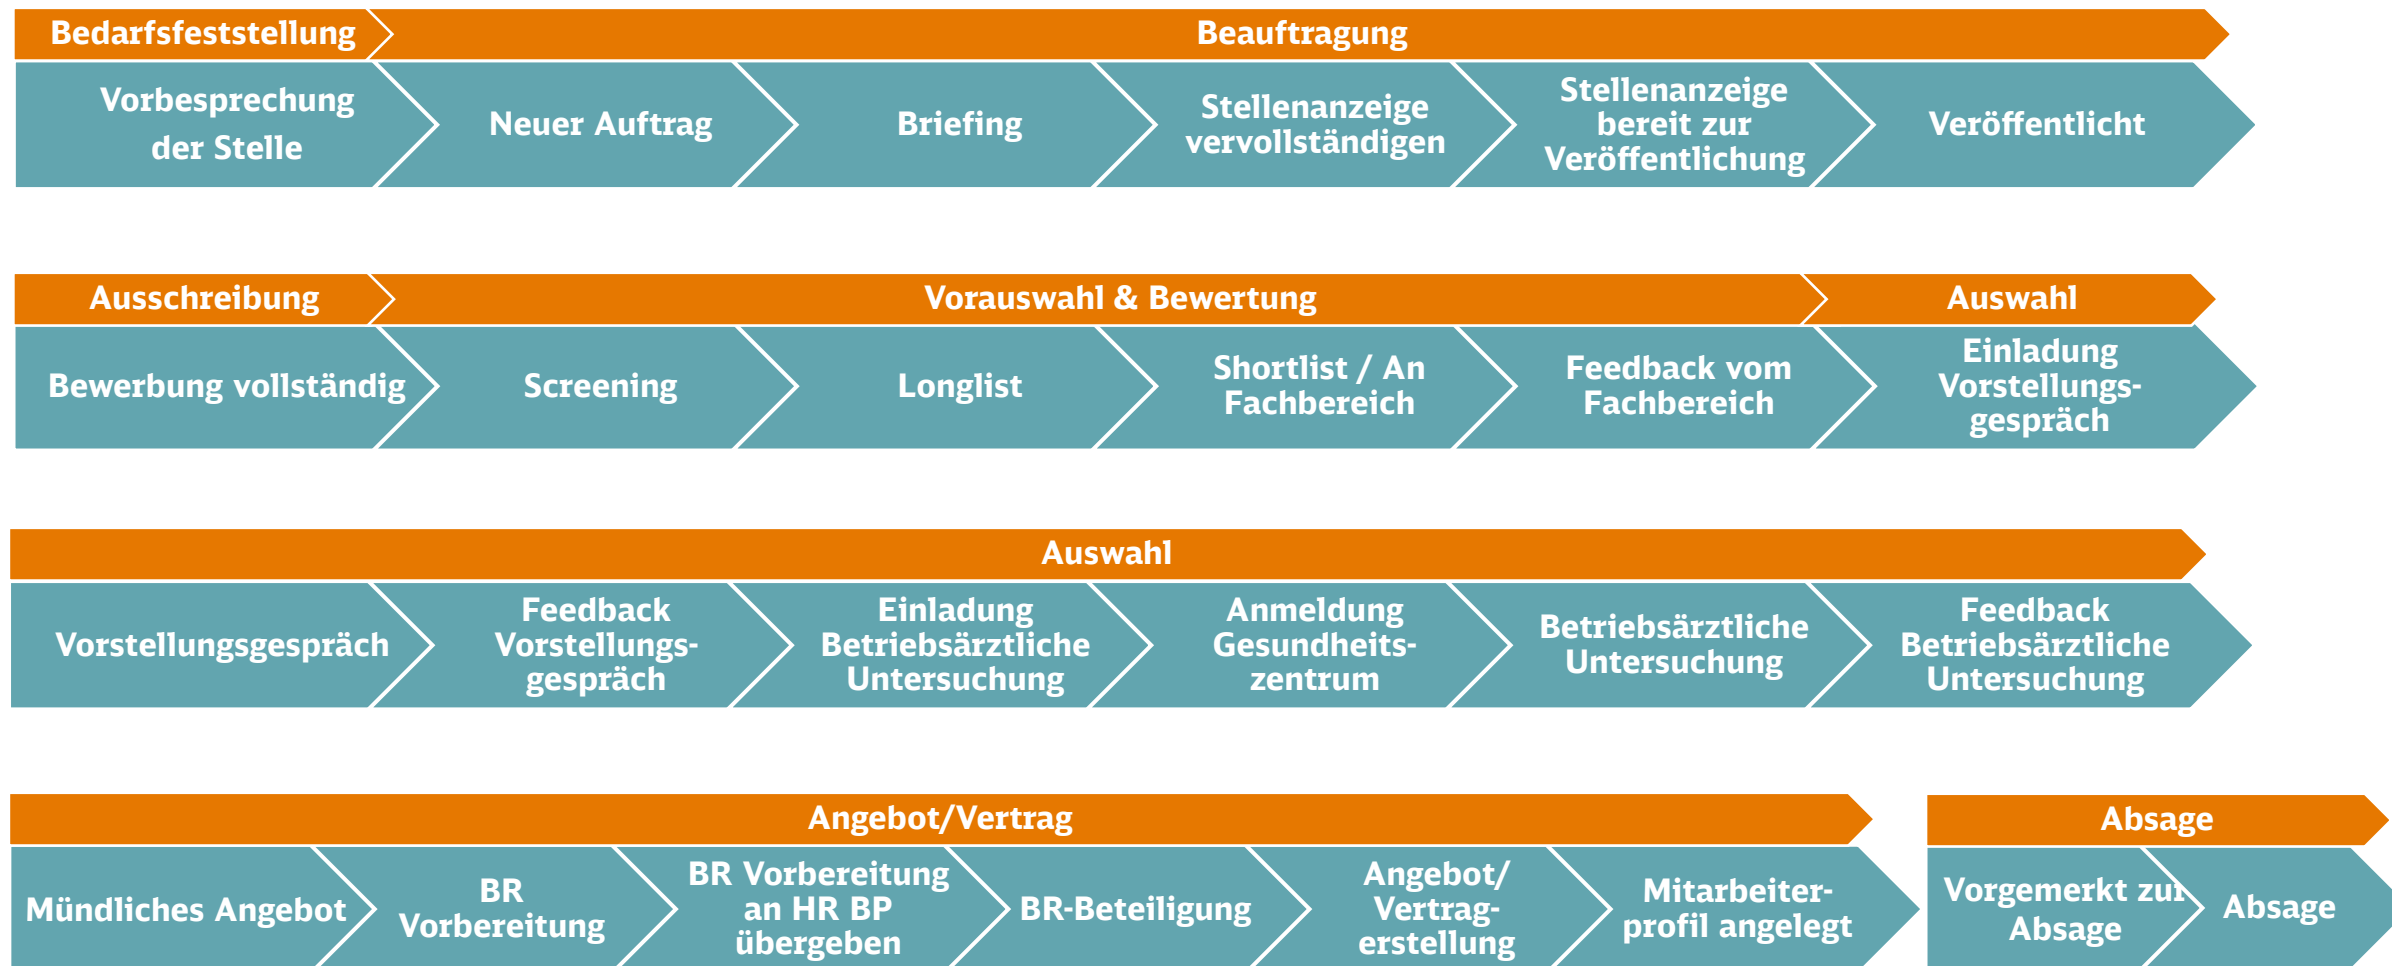 Bedarfsfeststellung
Beauftragung
Vorbesprechung
der Stelle
Neuer Auftrag
Briefing
Stellenanzeige
vervollständigen
Stellenanzeige
bereit zur
Veröffentlichung
Veröffentlicht
Ausschreibung
Vorauswahl & Bewertung
Auswahl
Bewerbung vollständig
Screening
Longlist
Shortlist / An
Fachbereich
Feedback vom
Fachbereich
Einladung
Vorstellungs-
gespräch
Auswahl
Vorstellungsgespräch
Feedback
Vorstellungs-
gespräch
Einladung
Betriebsärztliche
Untersuchung
Anmeldung
Gesundheits-
zentrum
Betriebsärztliche
Untersuchung
Feedback
Betriebsärztliche
Untersuchung
Angebot/Vertrag
Absage
Mündliches Angebot
BR
Vorbereitung
BR Vorbereitung
an HR BP
übergeben
BR-Beteiligung
Angebot/
Vertrag-
erstellung
Mitarbeiter-
profil angelegt
Vorgemerkt zur
Absage
Absage